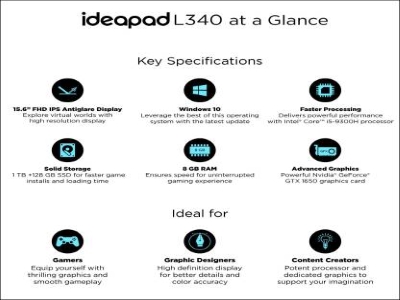 ideapad L340 at a Glance
Key Specifications
15.6" FHD IPS Antiglare Display
Explore virtual worlds with
high resolution display
Windows 10
Leverage the best of this operating
system with the latest update
Faster Processing
Delivers powerful performance
with Intel® Core™ i5-9300H processor
Solid Storage
1 TB +128 GB SSD for faster game
installs and loading time
8 GB RAM
Ensures speed for uninterrupted
gaming experience
Advanced Graphics
Powerful Nvidia® GeForce®
GTX 1650 graphics card
Ideal for
Gamers
Equip yourself with
thrilling graphics and
smooth gameplay
Graphic Designers
High definition display
for better details and
color accuracy
Content Creators
Potent processor and
dedicated graphics to
support your imagination